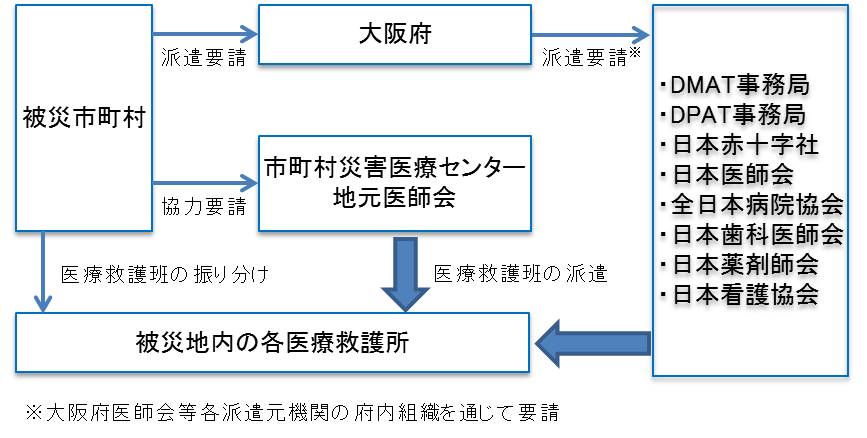 被災市町村
派遣要請
大阪府
派遣要請※
・DMAT事務局
・DPAT事務局
・日本赤十字社
・日本医師会
・全日本病院協会
・日本歯科医師会
・日本薬剤師会
・日本看護協会
協力要請
市町村災害医療センター
地元医師会
医療救護班の振り分け
医療救護班の派遣
被災地内の各医療救護所
※大阪府医師会等各派遣元機関の府内組織を通じて要請